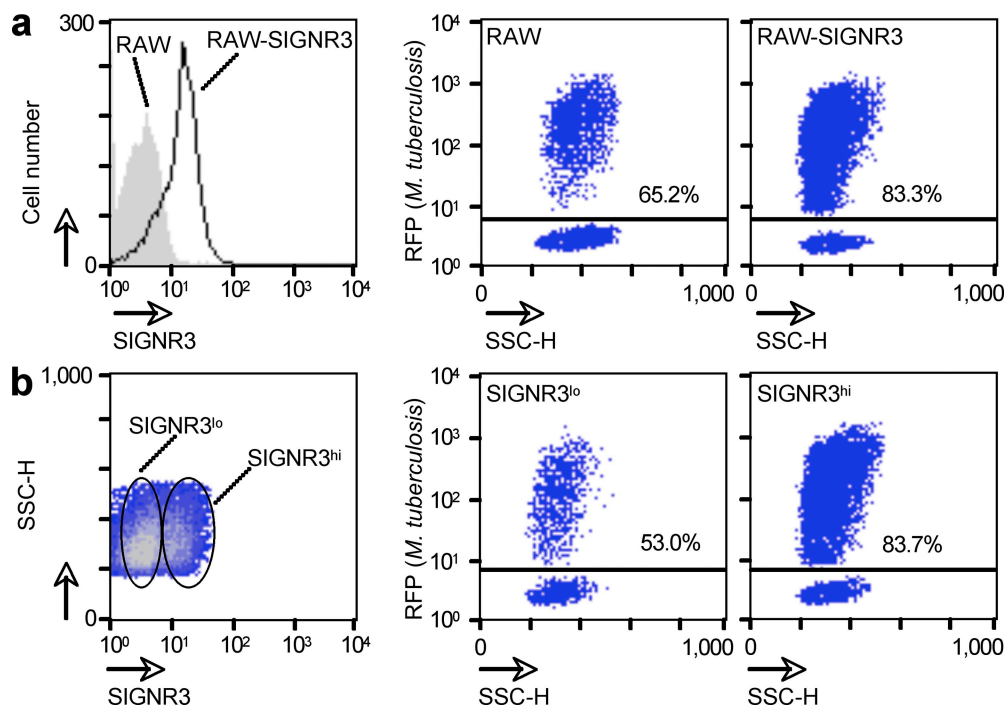 a
300
Cell number
0
RAW
RAW-SIGNR3
10⁰ 10¹ 10² 10³ 10⁴
SIGNR3
RFP (M. tuberculosis)
10⁴
10³
10²
10¹
10⁰
RAW
65.2%
0 1,000
SSC-H
RAW-SIGNR3
83.3%
0 1,000
SSC-H
b
1,000
SSC-H
0
SIGNR3ˡᵒ
SIGNR3ʰⁱ
10⁰ 10¹ 10² 10³ 10⁴
SIGNR3
RFP (M. tuberculosis)
10⁴
10³
10²
10¹
10⁰
SIGNR3ˡᵒ
53.0%
0 1,000
SSC-H
SIGNR3ʰⁱ
83.7%
0 1,000
SSC-H